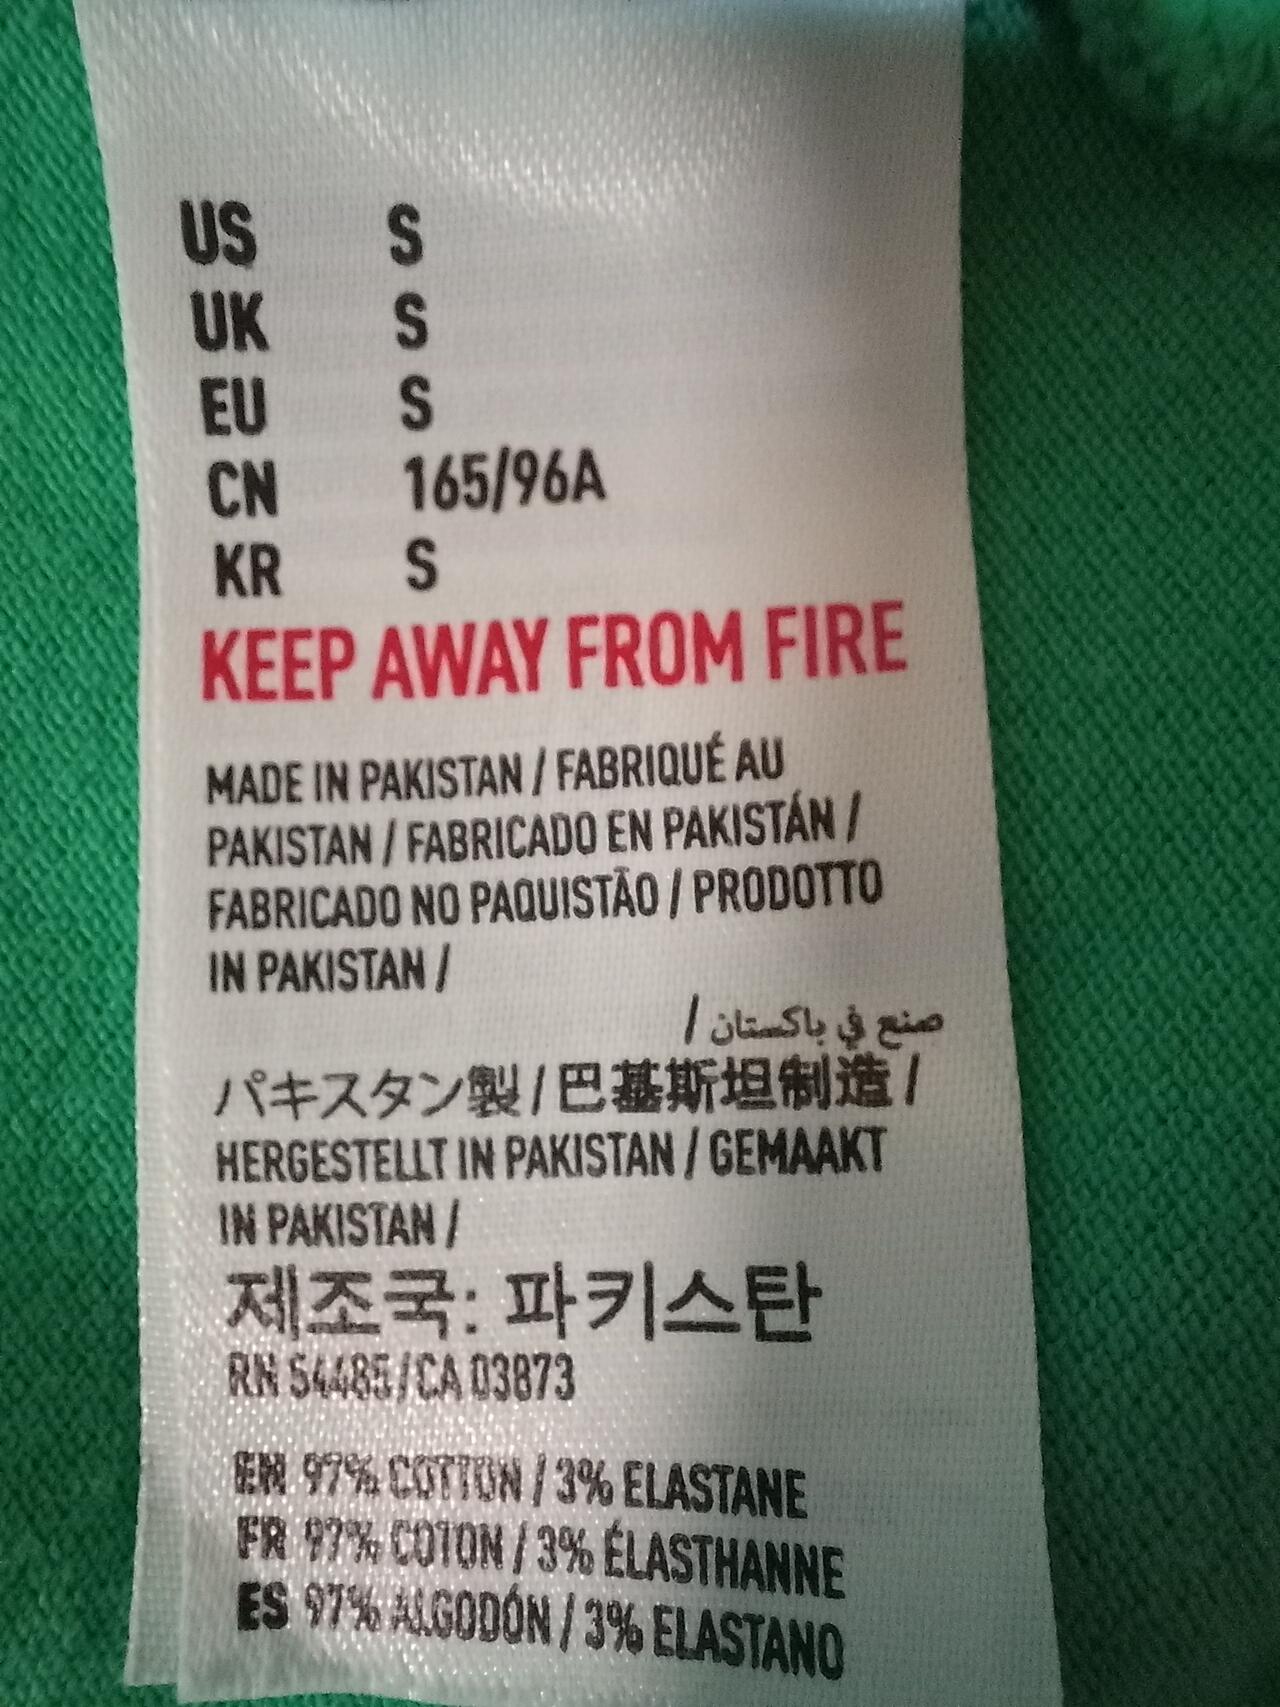 US S
UK S
EU S
CN 165/96A
KR S
KEEP AWAY FROM FIRE
MADE IN PAKISTAN / FABRIQUÉ AU
PAKISTAN / FABRICADO EN PAKISTÁN /
FABRICADO NO PAQUISTÃO / PRODOTTO
IN PAKISTAN /
صنع في باكستان /
パキスタン製 / 巴基斯坦制造 /
HERGESTELLT IN PAKISTAN / GEMAAKT
IN PAKISTAN /
제조국: 파키스탄
RN 54485 / CA 03873
EN 97% COTTON / 3% ELASTANE
FR 97% COTON / 3% ÉLASTHANNE
ES 97% ALGODÓN / 3% ELASTANO